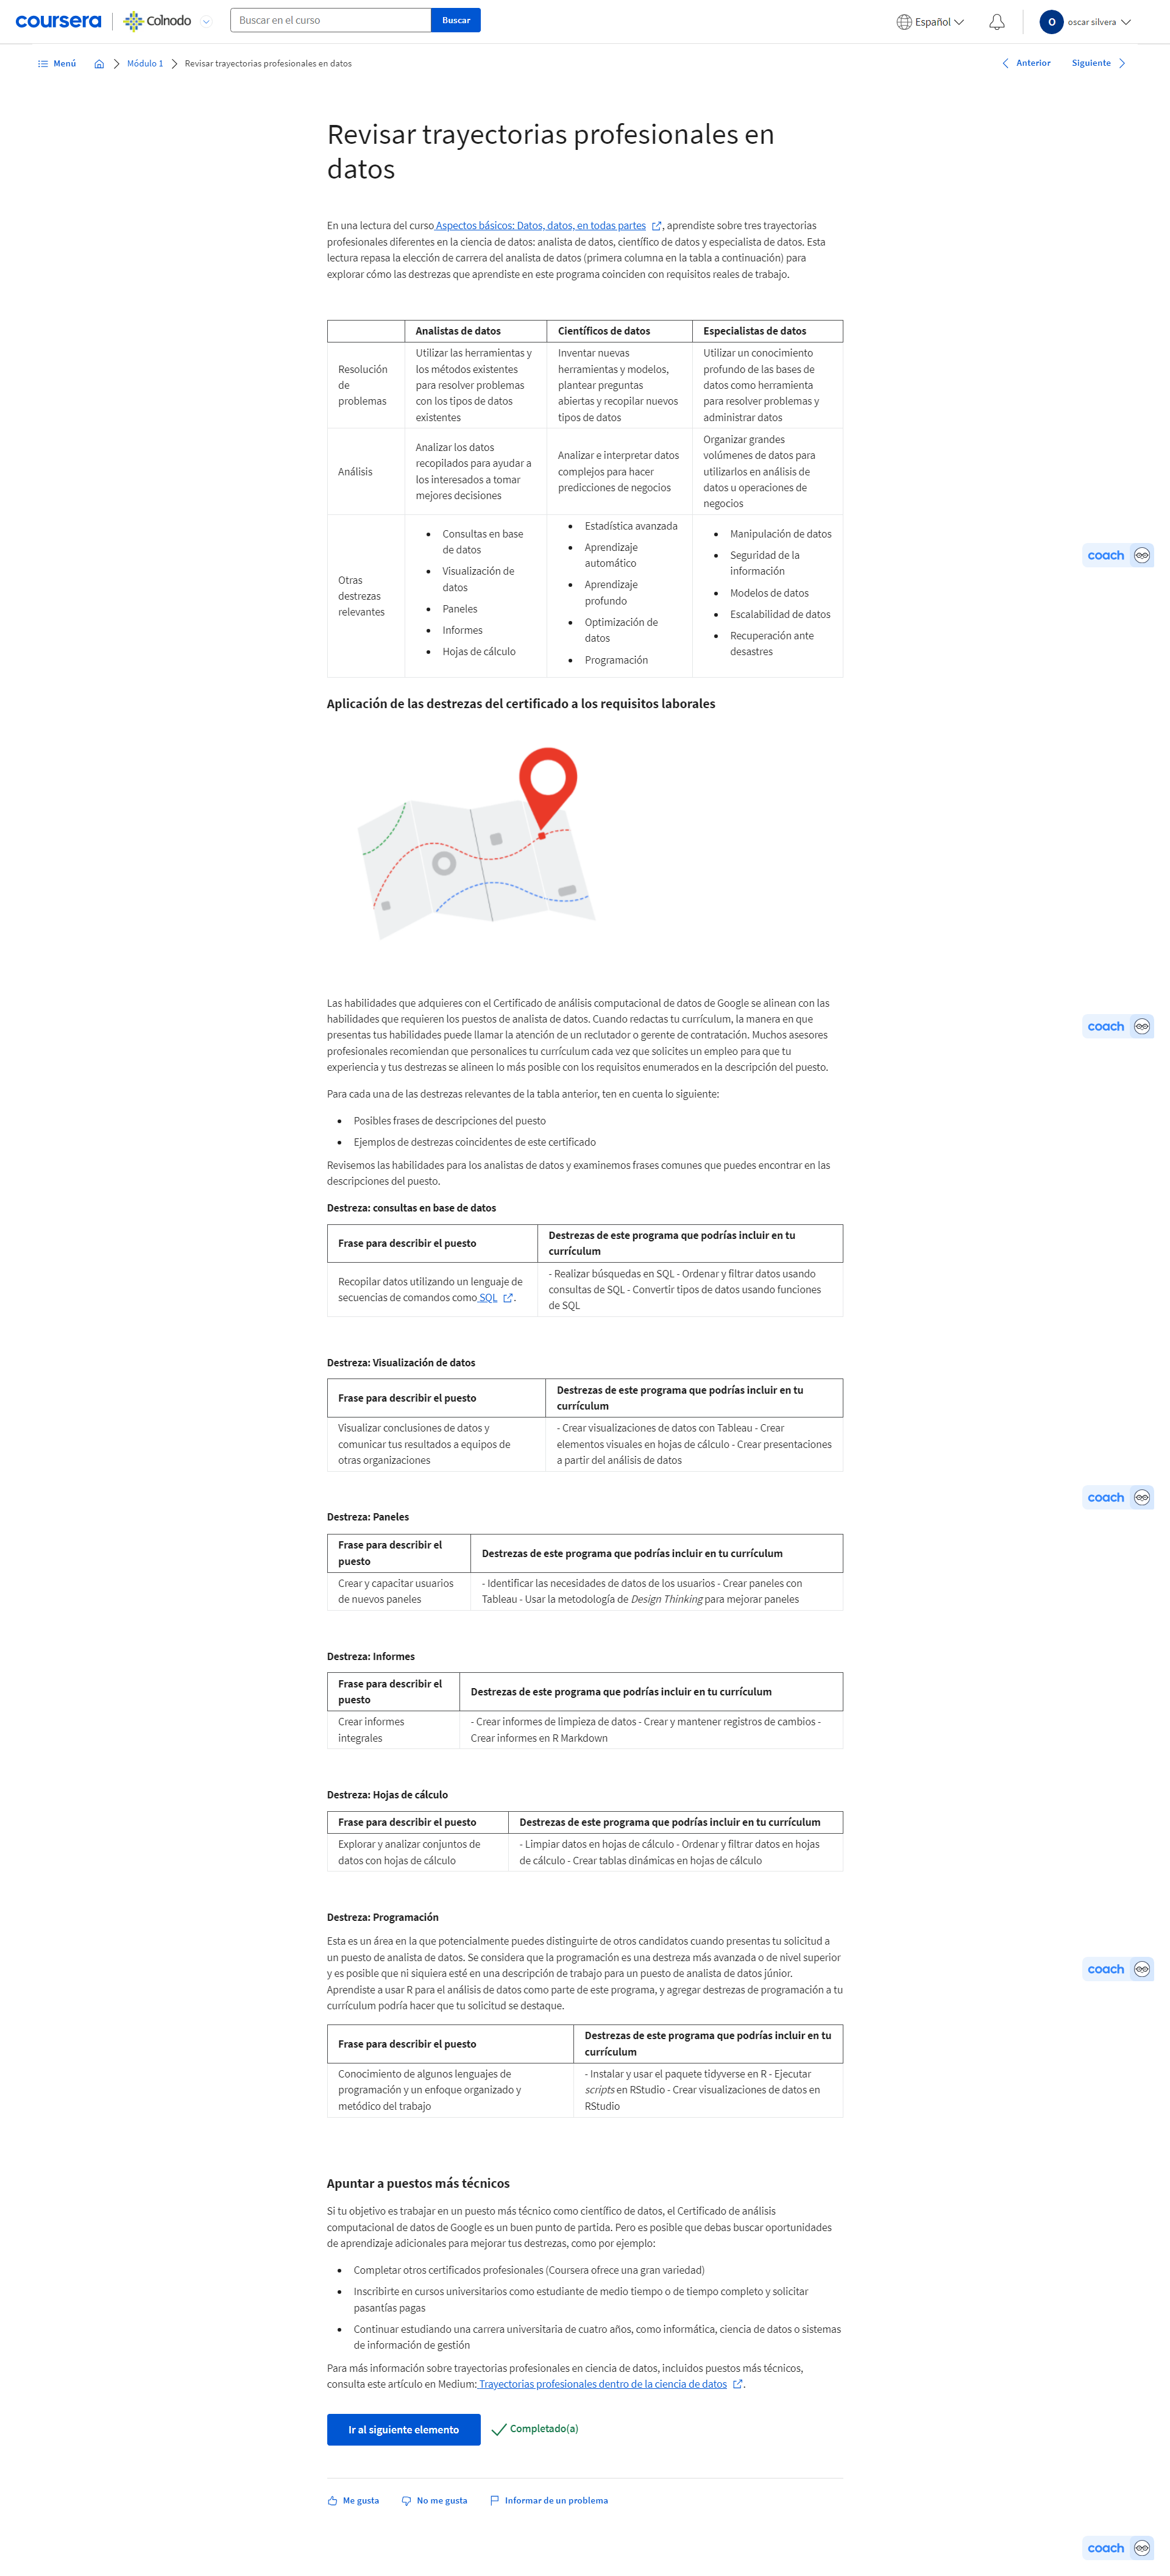 coursera
Colnodo
Buscar en el curso
Buscar
Español
O
oscar silvera
Menú
Módulo 1
Revisar trayectorias profesionales en datos
Anterior
Siguiente
Revisar trayectorias profesionales en
datos
En una lectura del curso Aspectos básicos: Datos, datos, en todas partes, aprendiste sobre tres trayectorias
profesionales diferentes en la ciencia de datos: analista de datos, científico de datos y especialista de datos. Esta
lectura repasa la elección de carrera del analista de datos (primera columna en la tabla a continuación) para
explorar cómo las destrezas que aprendiste en este programa coinciden con requisitos reales de trabajo.
Analistas de datos
Científicos de datos
Especialistas de datos
Resolución
de
problemas
Utilizar las herramientas y
los métodos existentes
para resolver problemas
con los tipos de datos
existentes
Inventar nuevas
herramientas y modelos,
plantear preguntas
abiertas y recopilar nuevos
tipos de datos
Utilizar un conocimiento
profundo de las bases de
datos como herramienta
para resolver problemas y
administrar datos
Análisis
Analizar los datos
recopilados para ayudar a
los interesados a tomar
mejores decisiones
Analizar e interpretar datos
complejos para hacer
predicciones de negocios
Organizar grandes
volúmenes de datos para
utilizarlos en análisis de
datos u operaciones de
negocios
Otras
destrezas
relevantes
• Consultas en base
de datos
• Visualización de
datos
• Paneles
• Informes
• Hojas de cálculo
• Estadística avanzada
• Aprendizaje
automático
• Aprendizaje
profundo
• Optimización de
datos
• Programación
• Manipulación de datos
• Seguridad de la
información
• Modelos de datos
• Escalabilidad de datos
• Recuperación ante
desastres
coach
Aplicación de las destrezas del certificado a los requisitos laborales
Las habilidades que adquieres con el Certificado de análisis computacional de datos de Google se alinean con las
habilidades que requieren los puestos de analista de datos. Cuando redactas tu currículum, la manera en que
presentas tus habilidades puede llamar la atención de un reclutador o gerente de contratación. Muchos asesores
profesionales recomiendan que personalices tu currículum cada vez que solicites un empleo para que tu
experiencia y tus destrezas se alineen lo más posible con los requisitos enumerados en la descripción del puesto.
coach
Para cada una de las destrezas relevantes de la tabla anterior, ten en cuenta lo siguiente:
• Posibles frases de descripciones del puesto
• Ejemplos de destrezas coincidentes de este certificado
Revisemos las habilidades para los analistas de datos y examinemos frases comunes que puedes encontrar en las
descripciones del puesto.
Destreza: consultas en base de datos
Frase para describir el puesto
Destrezas de este programa que podrías incluir en tu
currículum
Recopilar datos utilizando un lenguaje de
secuencias de comandos como SQL.
- Realizar búsquedas en SQL - Ordenar y filtrar datos usando
consultas de SQL - Convertir tipos de datos usando funciones
de SQL
Destreza: Visualización de datos
Frase para describir el puesto
Destrezas de este programa que podrías incluir en tu
currículum
Visualizar conclusiones de datos y
comunicar tus resultados a equipos de
otras organizaciones
- Crear visualizaciones de datos con Tableau - Crear
elementos visuales en hojas de cálculo - Crear presentaciones
a partir del análisis de datos
coach
Destreza: Paneles
Frase para describir el
puesto
Destrezas de este programa que podrías incluir en tu currículum
Crear y capacitar usuarios
de nuevos paneles
- Identificar las necesidades de datos de los usuarios - Crear paneles con
Tableau - Usar la metodología de Design Thinking para mejorar paneles
Destreza: Informes
Frase para describir el
puesto
Destrezas de este programa que podrías incluir en tu currículum
Crear informes
integrales
- Crear informes de limpieza de datos - Crear y mantener registros de cambios -
Crear informes en R Markdown
Destreza: Hojas de cálculo
Frase para describir el puesto
Destrezas de este programa que podrías incluir en tu currículum
Explorar y analizar conjuntos de
datos con hojas de cálculo
- Limpiar datos en hojas de cálculo - Ordenar y filtrar datos en hojas
de cálculo - Crear tablas dinámicas en hojas de cálculo
Destreza: Programación
Esta es un área en la que potencialmente puedes distinguirte de otros candidatos cuando presentas tu solicitud a
un puesto de analista de datos. Se considera que la programación es una destreza más avanzada o de nivel superior
y es posible que ni siquiera esté en una descripción de trabajo para un puesto de analista de datos júnior.
Aprendiste a usar R para el análisis de datos como parte de este programa, y agregar destrezas de programación a tu
currículum podría hacer que tu solicitud se destaque.
coach
Frase para describir el puesto
Destrezas de este programa que podrías incluir en tu
currículum
Conocimiento de algunos lenguajes de
programación y un enfoque organizado y
metódico del trabajo
- Instalar y usar el paquete tidyverse en R - Ejecutar
scripts en RStudio - Crear visualizaciones de datos en
RStudio
Apuntar a puestos más técnicos
Si tu objetivo es trabajar en un puesto más técnico como científico de datos, el Certificado de análisis
computacional de datos de Google es un buen punto de partida. Pero es posible que debas buscar oportunidades
de aprendizaje adicionales para mejorar tus destrezas, como por ejemplo:
• Completar otros certificados profesionales (Coursera ofrece una gran variedad)
• Inscribirte en cursos universitarios como estudiante de medio tiempo o de tiempo completo y solicitar
pasantías pagas
• Continuar estudiando una carrera universitaria de cuatro años, como informática, ciencia de datos o sistemas
de información de gestión
Para más información sobre trayectorias profesionales en ciencia de datos, incluidos puestos más técnicos,
consulta este artículo en Medium: Trayectorias profesionales dentro de la ciencia de datos.
Ir al siguiente elemento
Completado(a)
Me gusta
No me gusta
Informar de un problema
coach